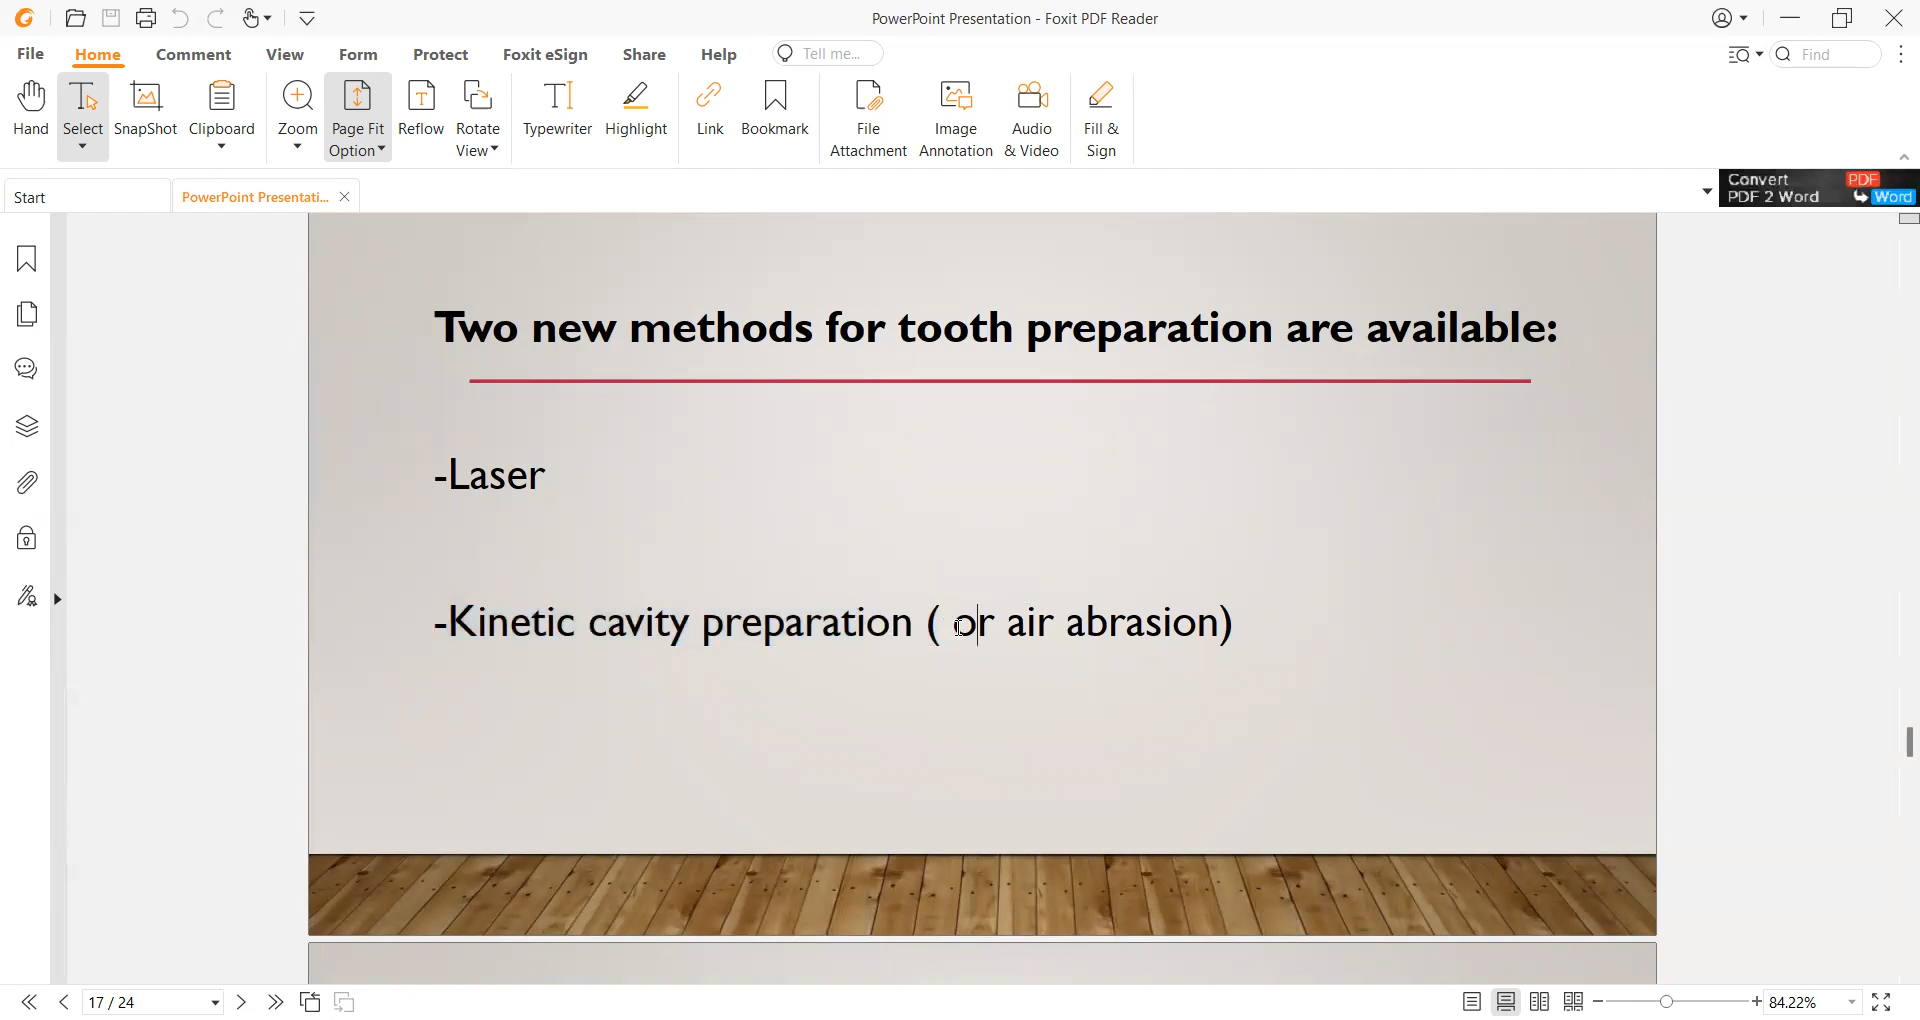 PowerPoint Presentation - Foxit PDF Reader
File Home Comment View Form Protect Foxit eSign Share Help Tell me... Find
Hand Select SnapShot Clipboard Zoom Page Fit Option Reflow Rotate View Typewriter Highlight Link Bookmark File Attachment Image Annotation Audio & Video Fill & Sign
Start PowerPoint Presentati...
Convert PDF
PDF 2 Word Word
Two new methods for tooth preparation are available:
-Laser
-Kinetic cavity preparation ( or air abrasion)
17 / 24 84.22%